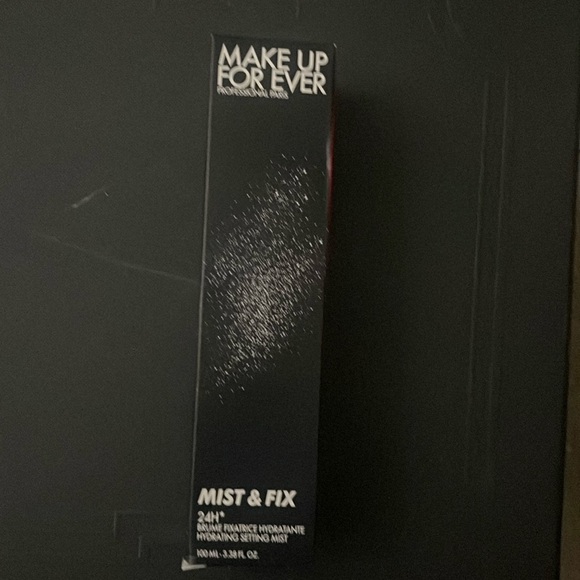 MAKE UP
FOR EVER
PROFESSIONAL PARIS
MIST & FIX
24H*
BRUME FIXATRICE HYDRATANTE
HYDRATING SETTING MIST
100 ML - 3.38 FL. OZ.